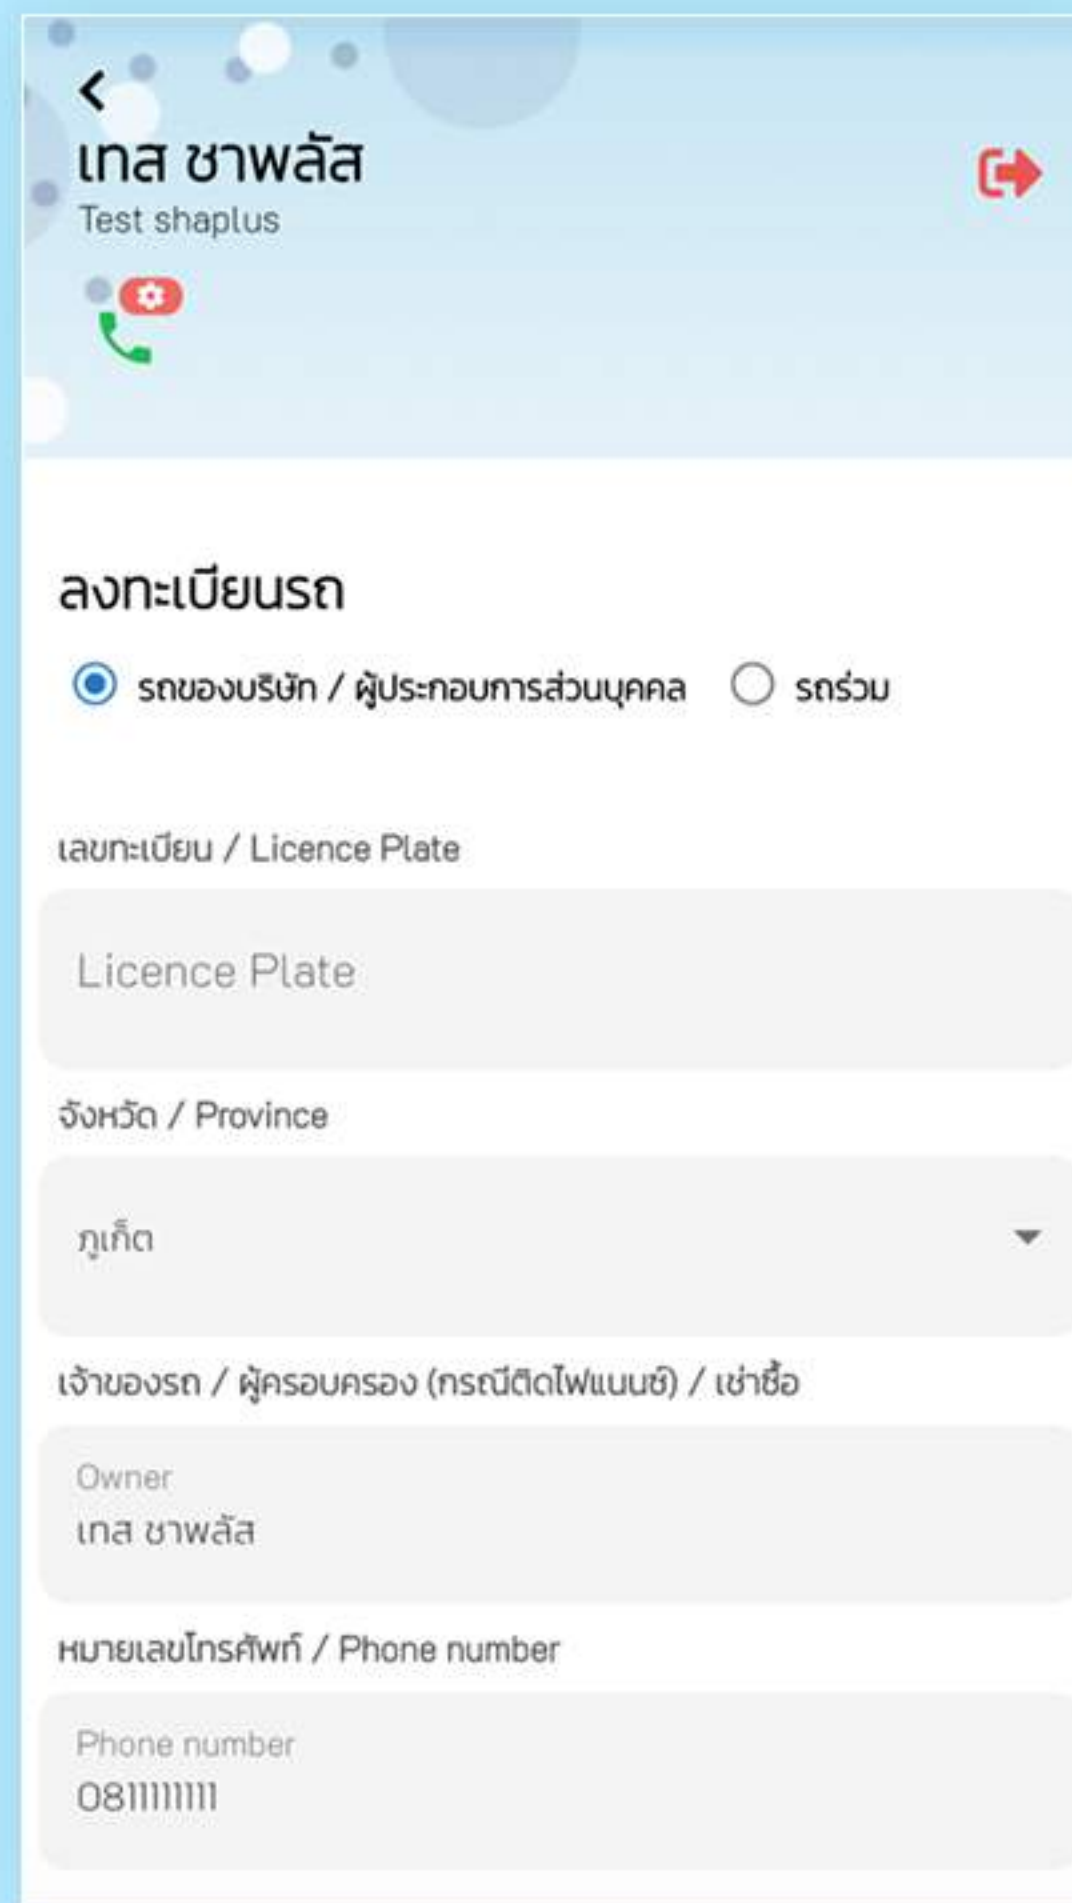 เทส ชาพลัส
Test shaplus
ลงทะเบียนรถ
รถของบริษัท / ผู้ประกอบการส่วนบุคคล รถร่วม
เลขทะเบียน / Licence Plate
Licence Plate
จังหวัด / Province
ภูเก็ต
เจ้าของรถ / ผู้ครอบครอง (กรณีติดไฟแนนซ์) / เช่าซื้อ
Owner
เทส ชาพลัส
หมายเลขโทรศัพท์ / Phone number
Phone number
0811111111